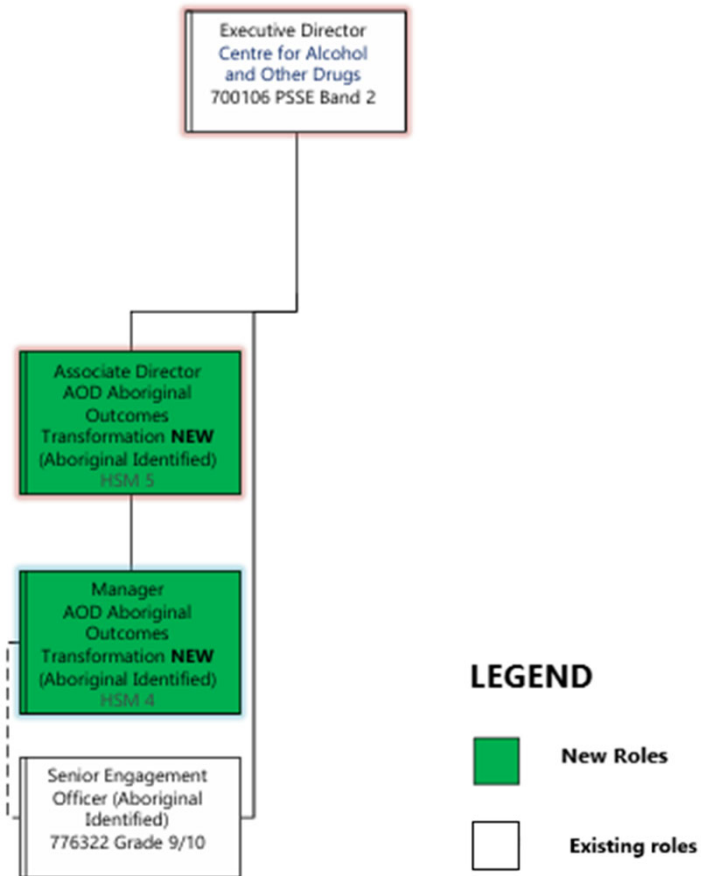 Executive Director
Centre for Alcohol
and Other Drugs
700106 PSSE Band 2
Associate Director
AOD Aboriginal
Outcomes
Transformation NEW
(Aboriginal Identified)
HSM 5
Manager
AOD Aboriginal
Outcomes
Transformation NEW
(Aboriginal Identified)
HSM 4
Senior Engagement
Officer (Aboriginal
Identified)
776322 Grade 9/10
LEGEND
New Roles
Existing roles